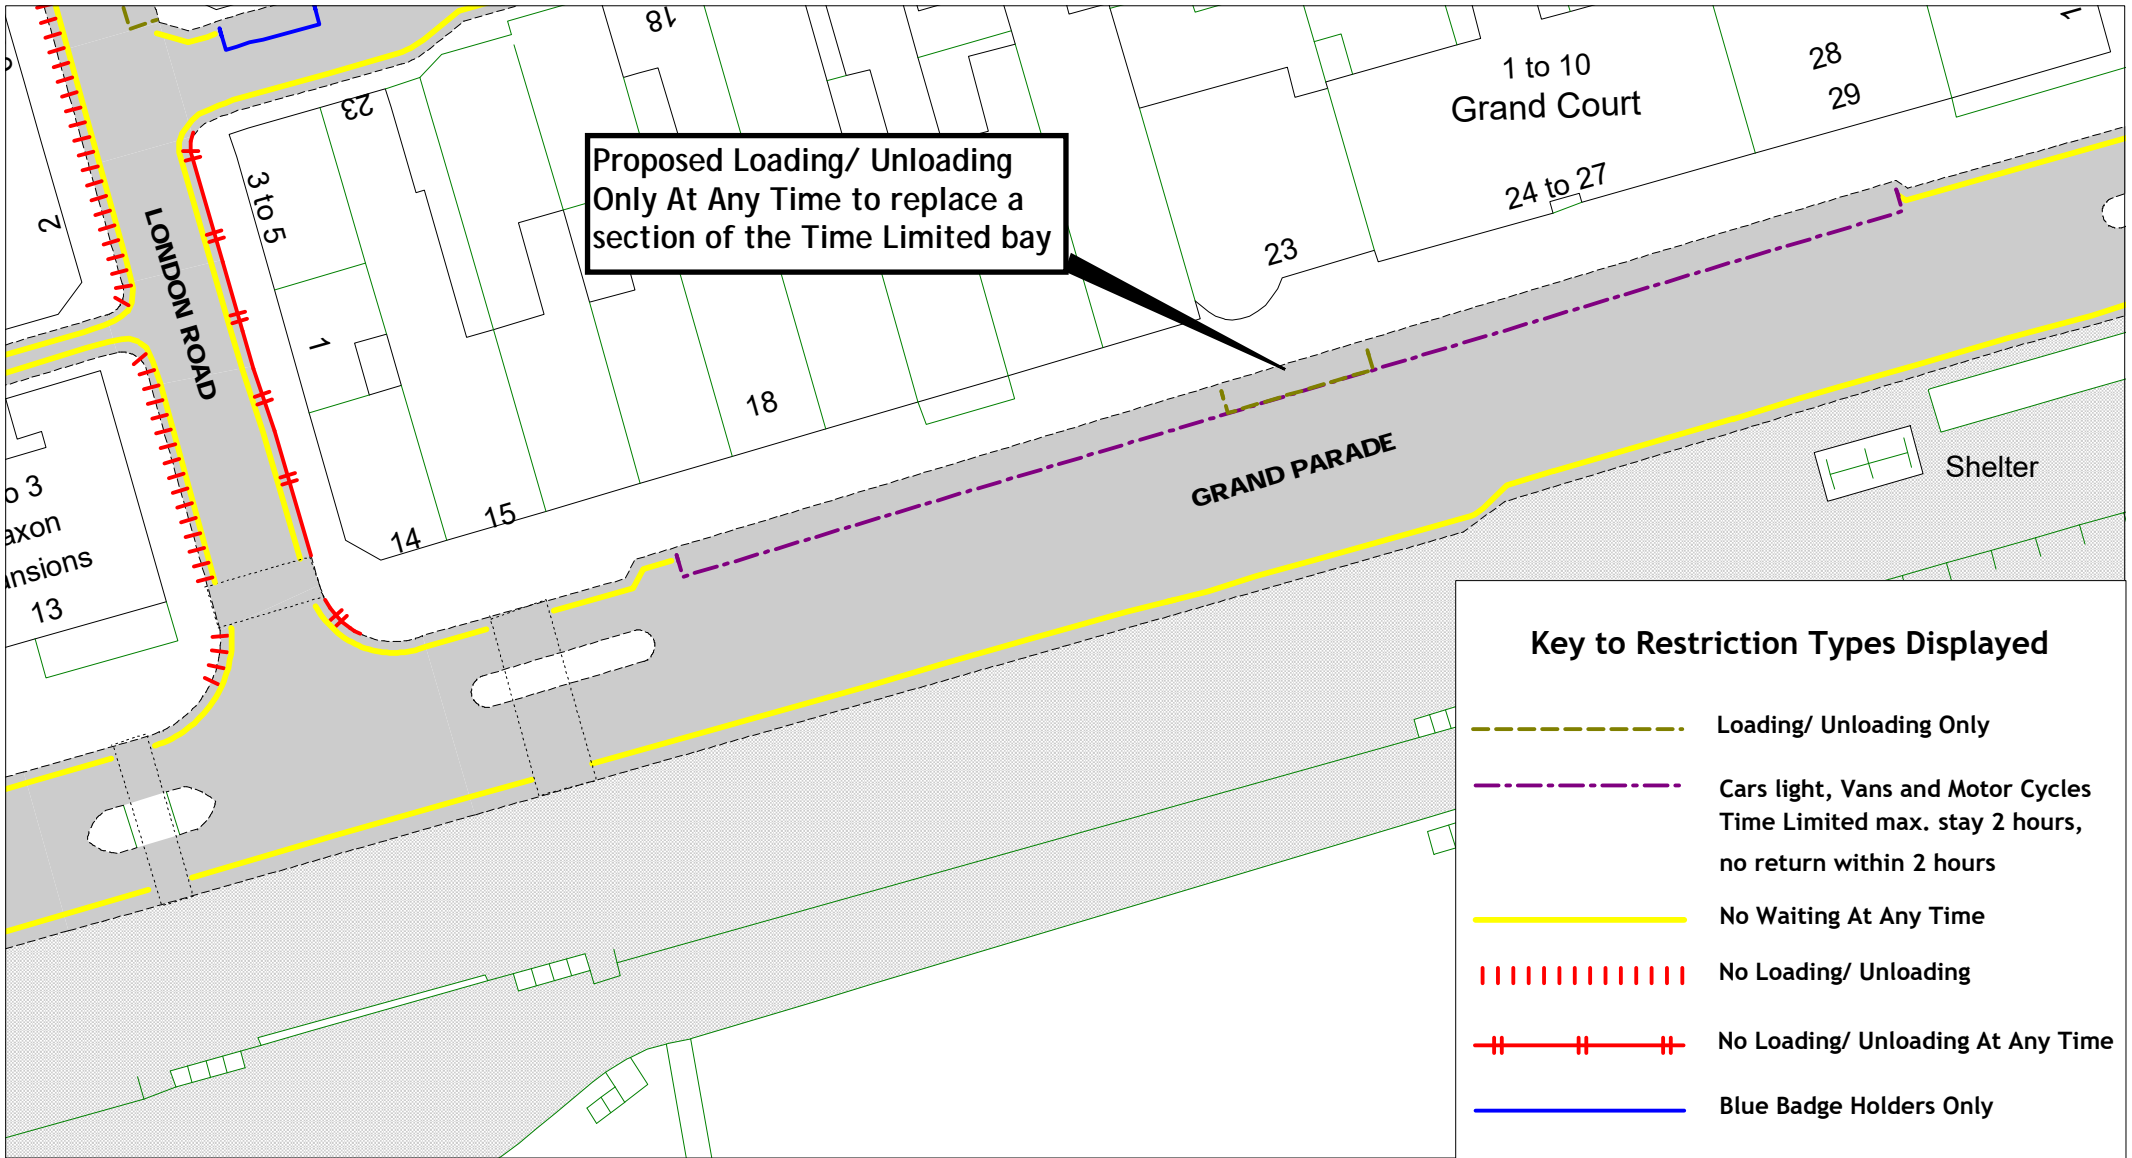 18
1 to 10
Grand Court
28
29
23
Proposed Loading/ Unloading
Only At Any Time to replace a
section of the Time Limited bay
3 to 5
2
LONDON ROAD
24 to 27
23
1
18
GRAND PARADE
Shelter
15
14
o 3
axon
ansions
13
Key to Restriction Types Displayed
Loading/ Unloading Only
Cars light, Vans and Motor Cycles
Time Limited max. stay 2 hours,
no return within 2 hours
No Waiting At Any Time
No Loading/ Unloading
No Loading/ Unloading At Any Time
Blue Badge Holders Only